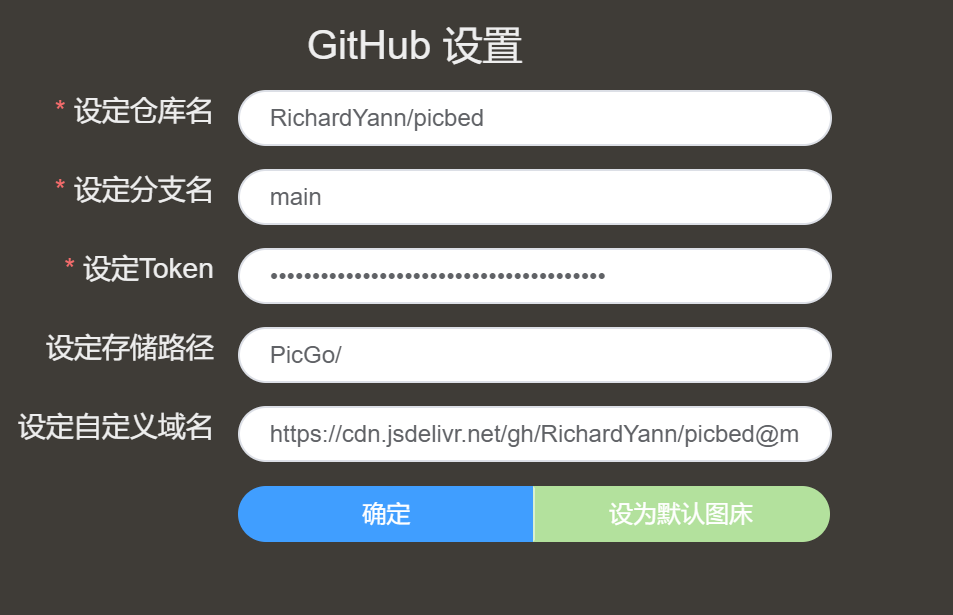 GitHub 设置
* 设定仓库名
RichardYann/picbed
* 设定分支名
main
* 设定Token
••••••••••••••••••••••••••••••••••••••••
设定存储路径
PicGo/
设定自定义域名
https://cdn.jsdelivr.net/gh/RichardYann/picbed@m
确定
设为默认图床